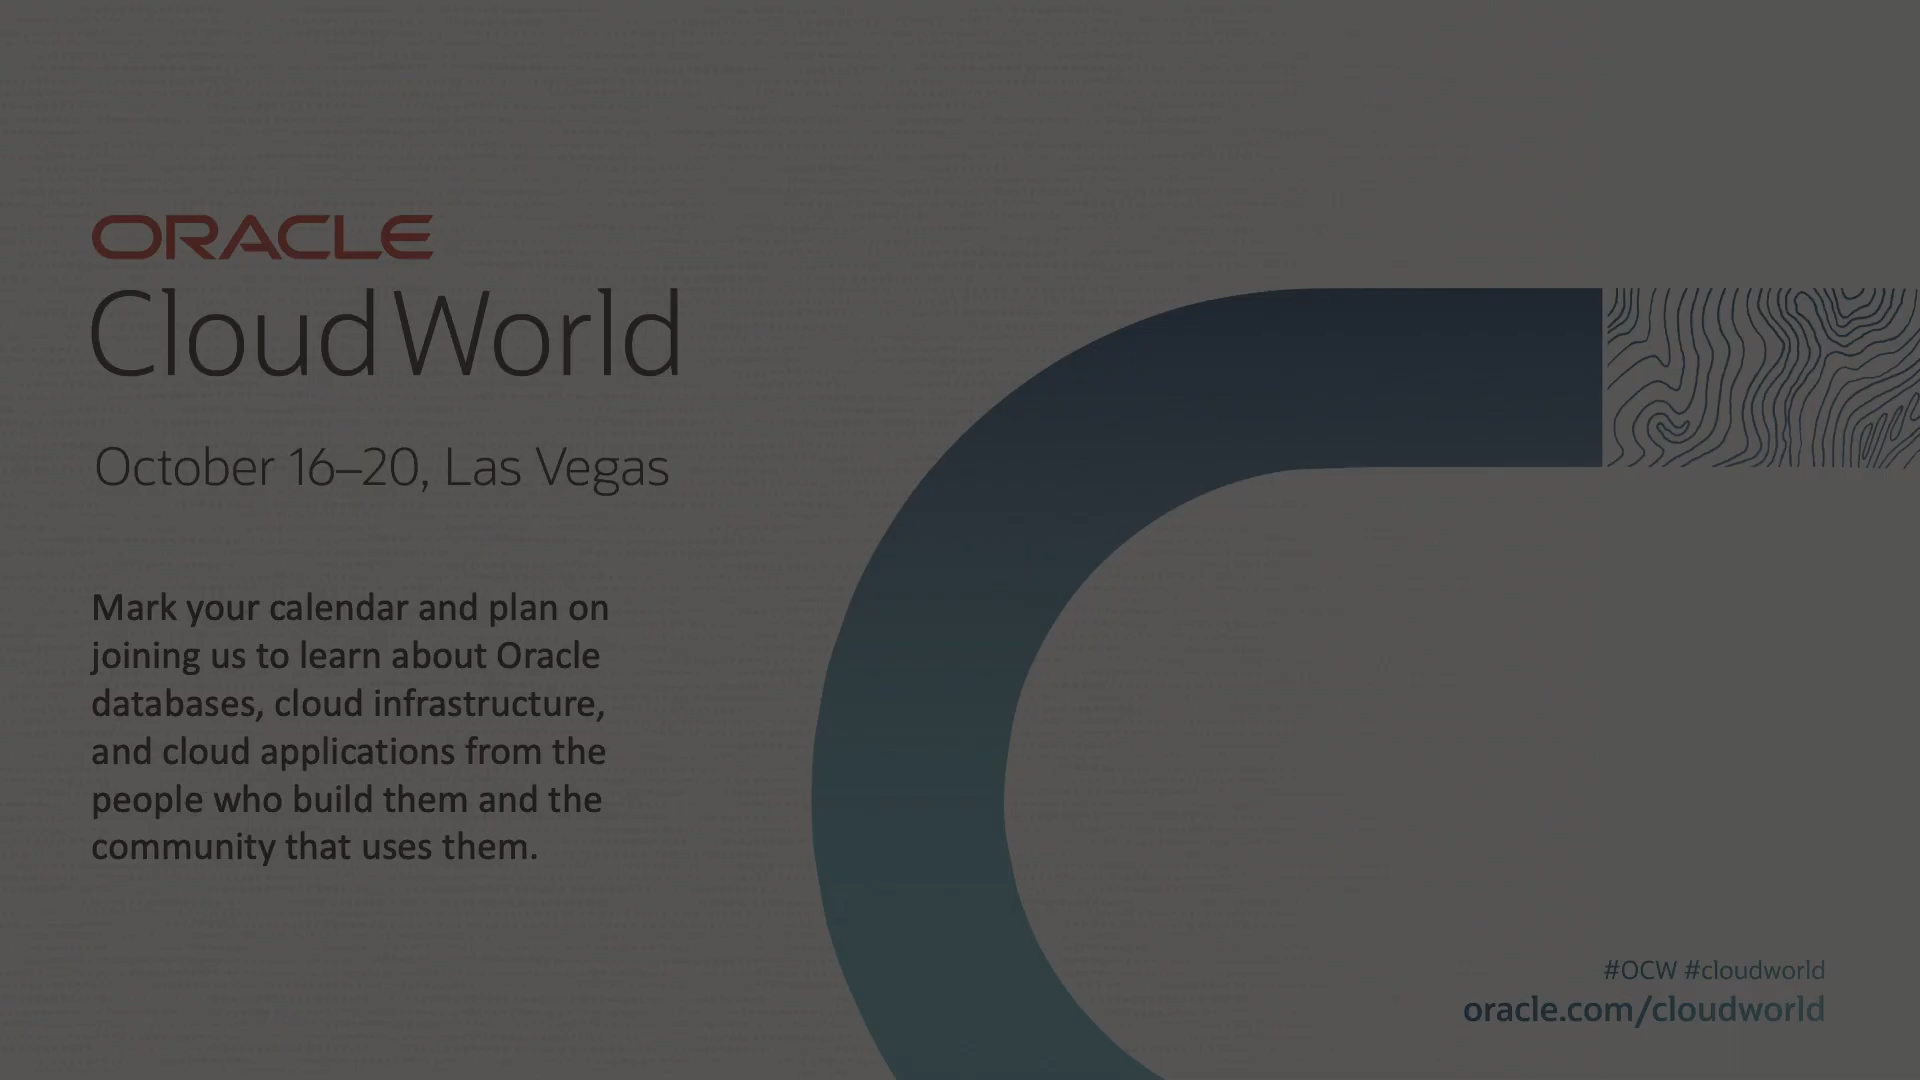 ORACLE
Cloud World
October 16–20, Las Vegas
Mark your calendar and plan on
joining us to learn about Oracle
databases, cloud infrastructure,
and cloud applications from the
people who build them and the
community that uses them.
#OCW #cloudworld
oracle.com/cloudworld